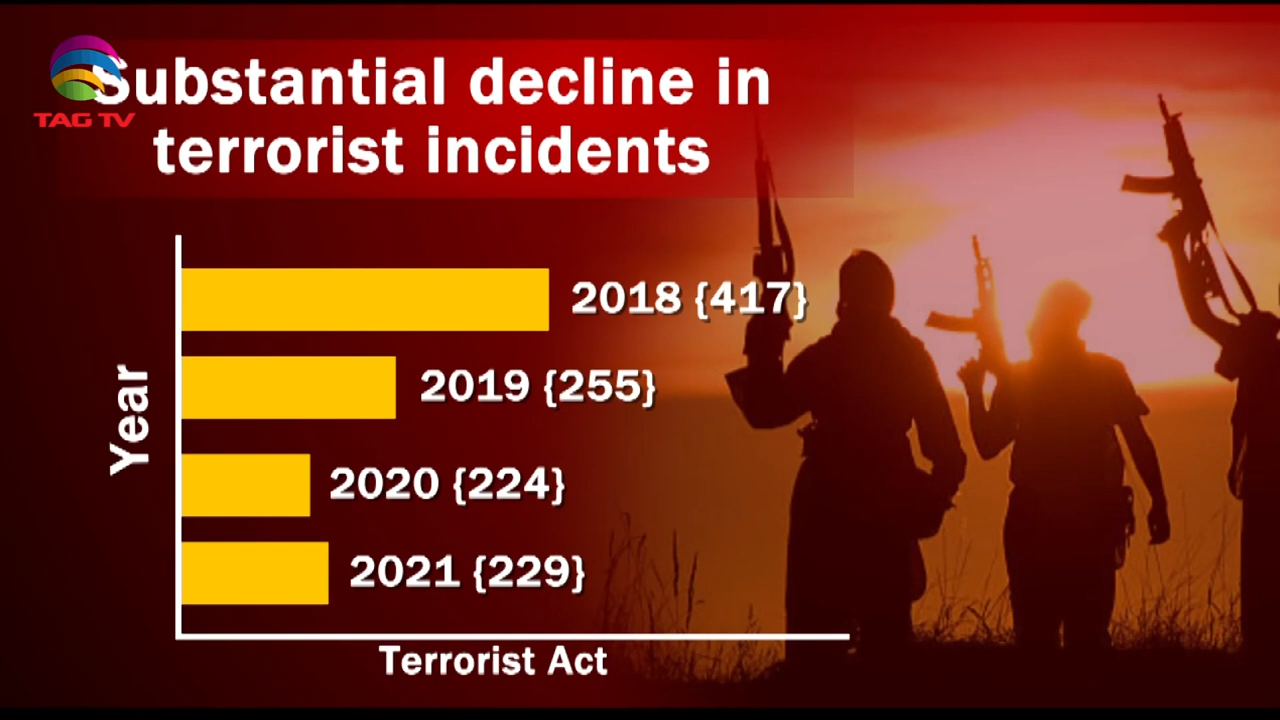 TAG TV
Substantial decline in
terrorist incidents
2018 {417}
2019 {255}
2020 {224}
2021 {229}
Year
Terrorist Act